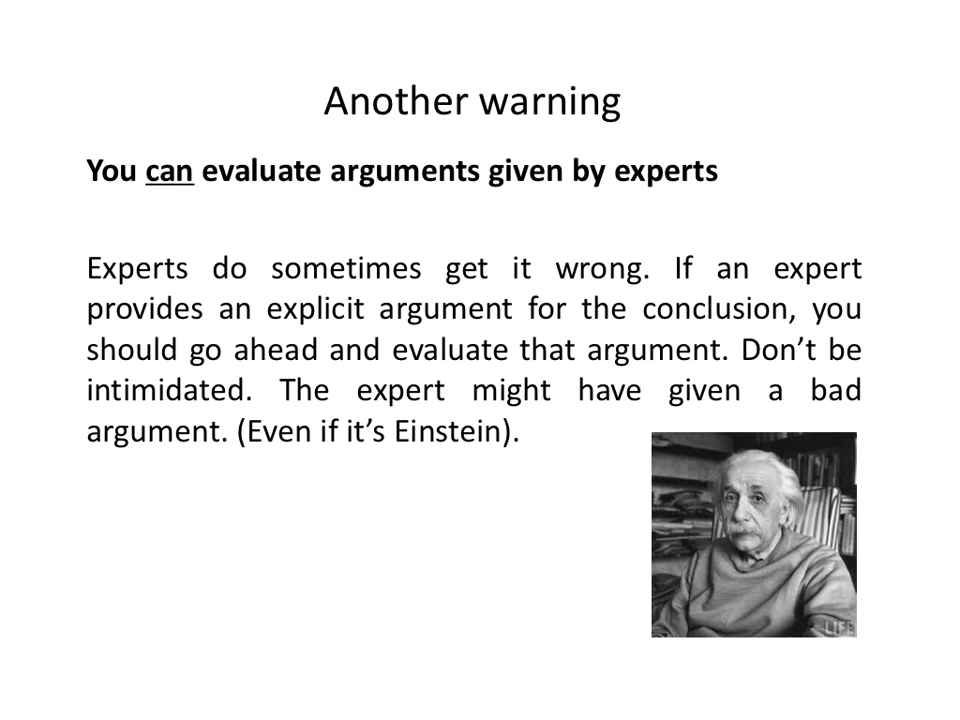 Another warning
You can evaluate arguments given by experts
Experts do sometimes get it wrong. If an expert
provides an explicit argument for the conclusion, you
should go ahead and evaluate that argument. Don’t be
intimidated. The expert might have given a bad
argument. (Even if it’s Einstein).
LIFE